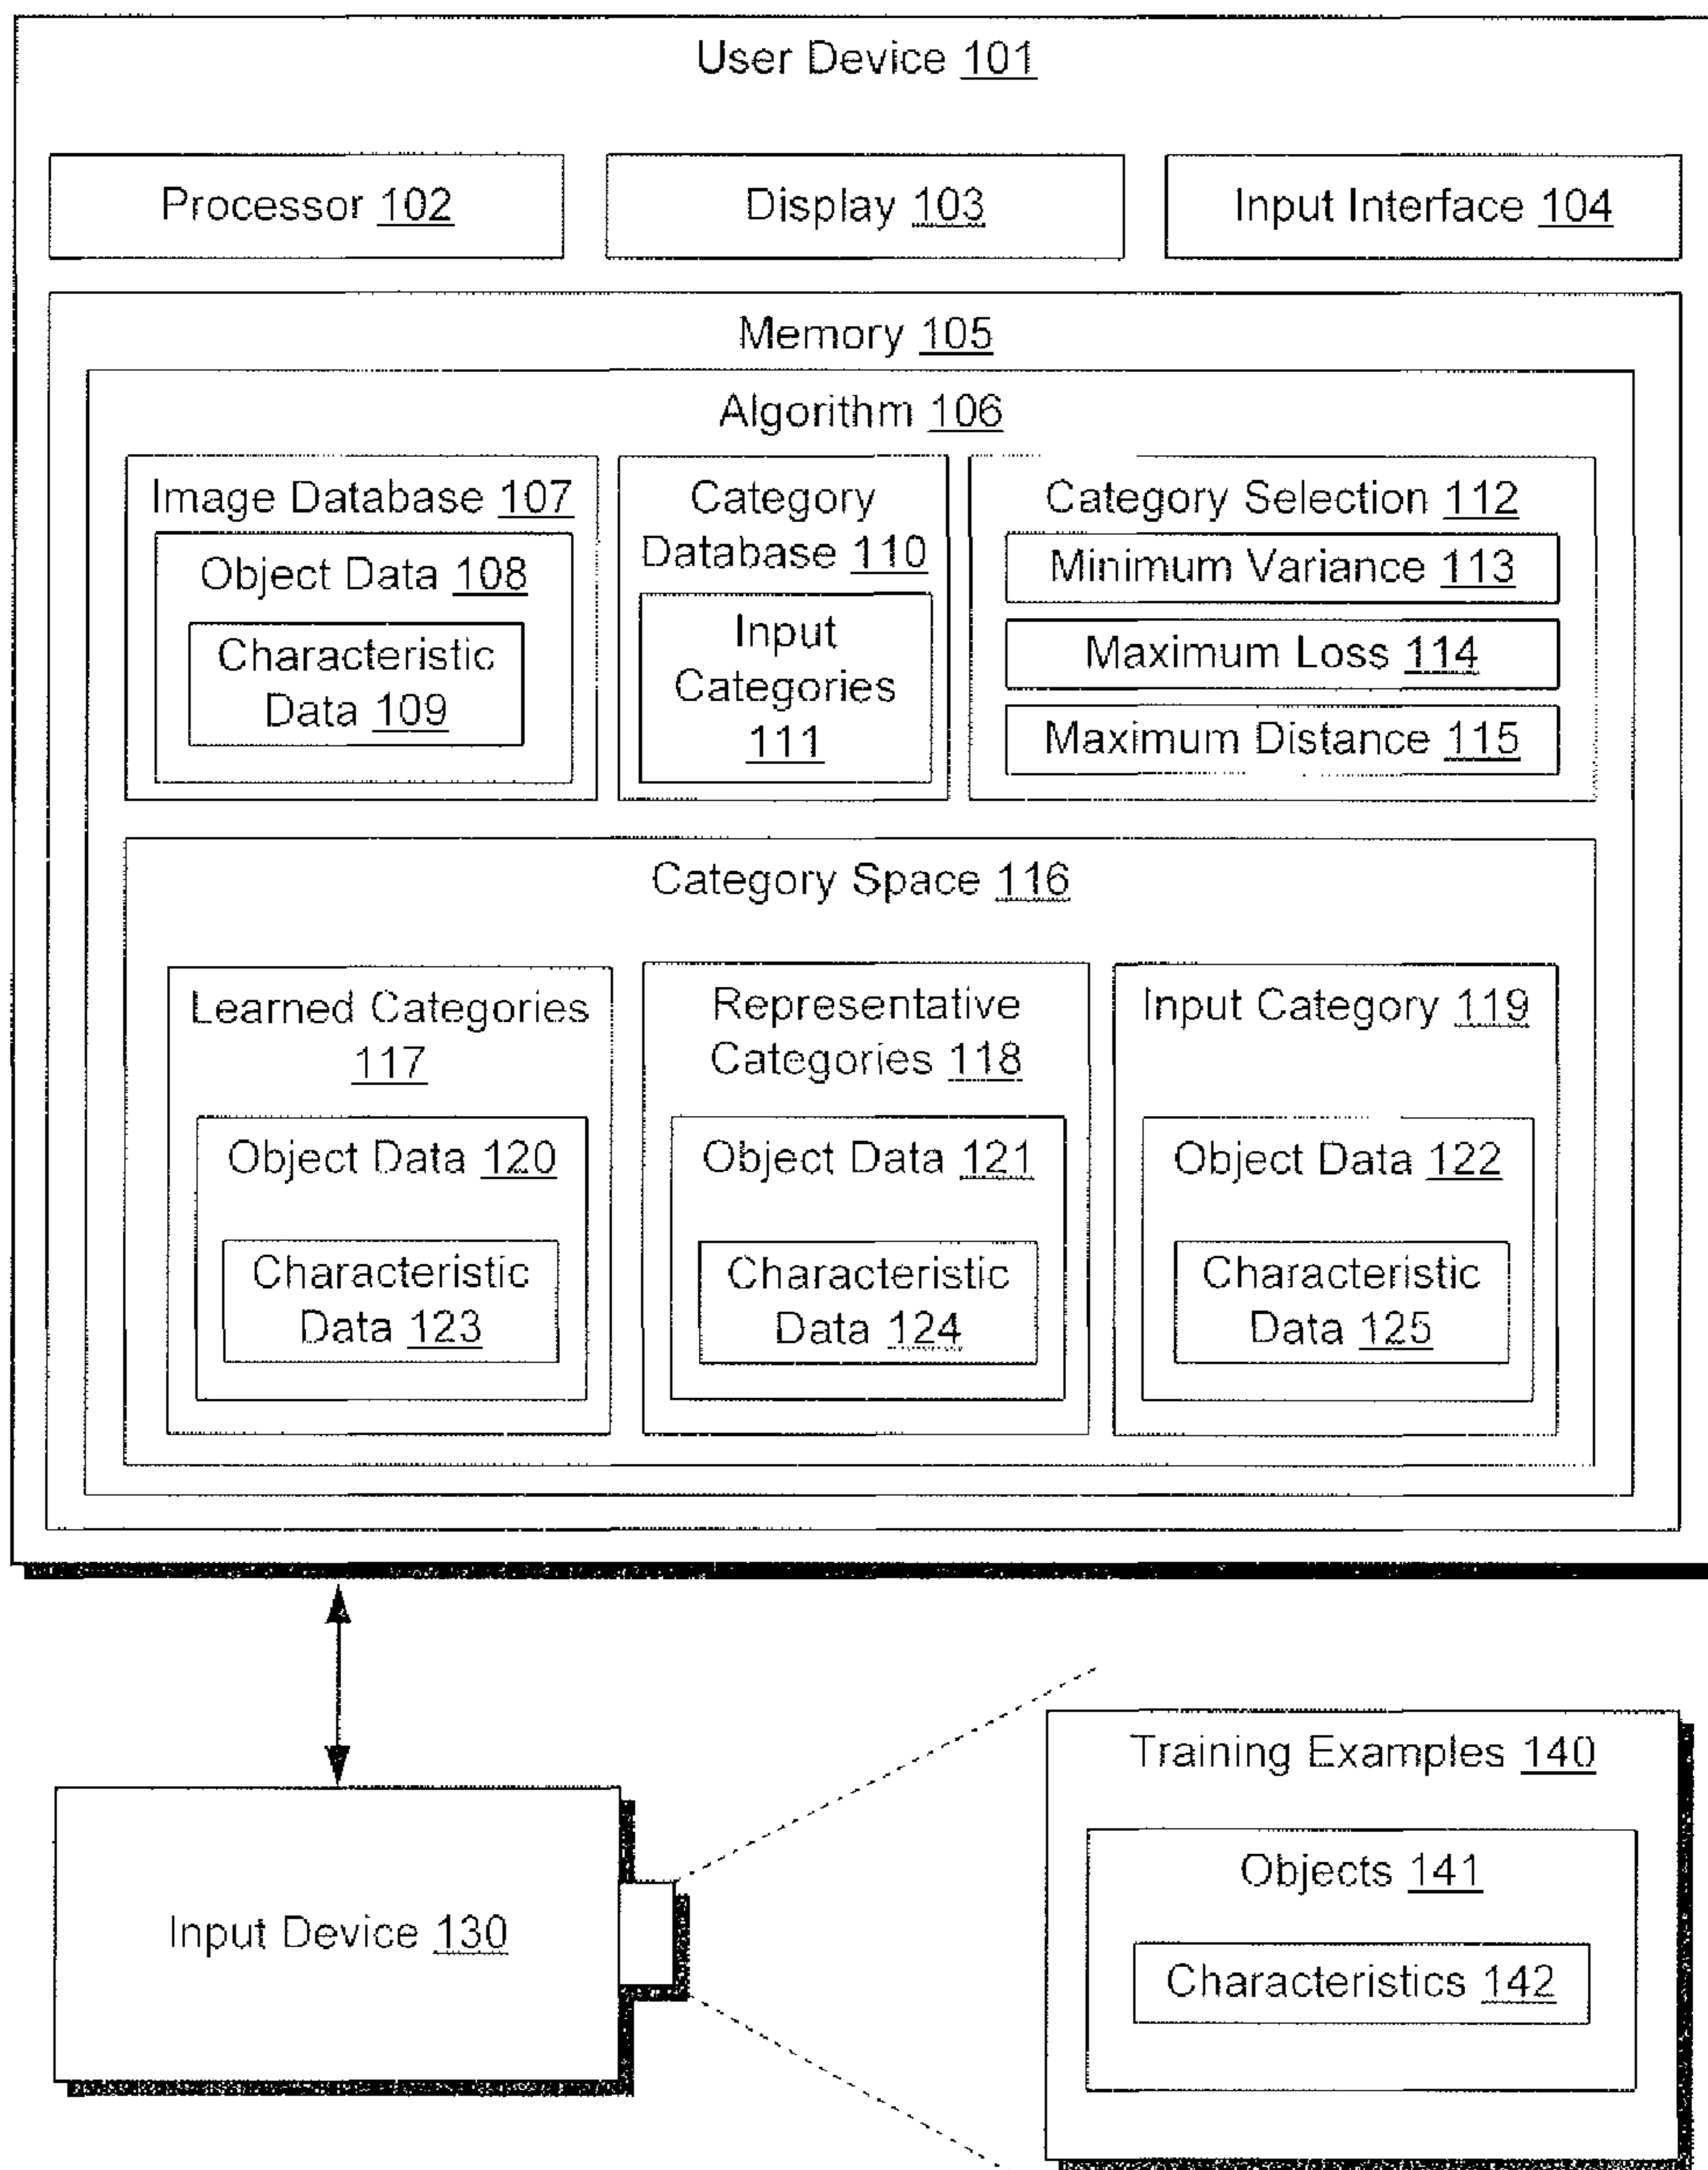 User Device 101
Processor 102
Display 103
Input Interface 104
Memory 105
Algorithm 106
Image Database 107
Object Data 108
Characteristic
Data 109
Category
Database 110
Input
Categories
111
Category Selection 112
Minimum Variance 113
Maximum Loss 114
Maximum Distance 115
Category Space 116
Learned Categories
117
Object Data 120
Characteristic
Data 123
Representative
Categories 118
Object Data 121
Characteristic
Data 124
Input Category 119
Object Data 122
Characteristic
Data 125
Input Device 130
Training Examples 140
Objects 141
Characteristics 142